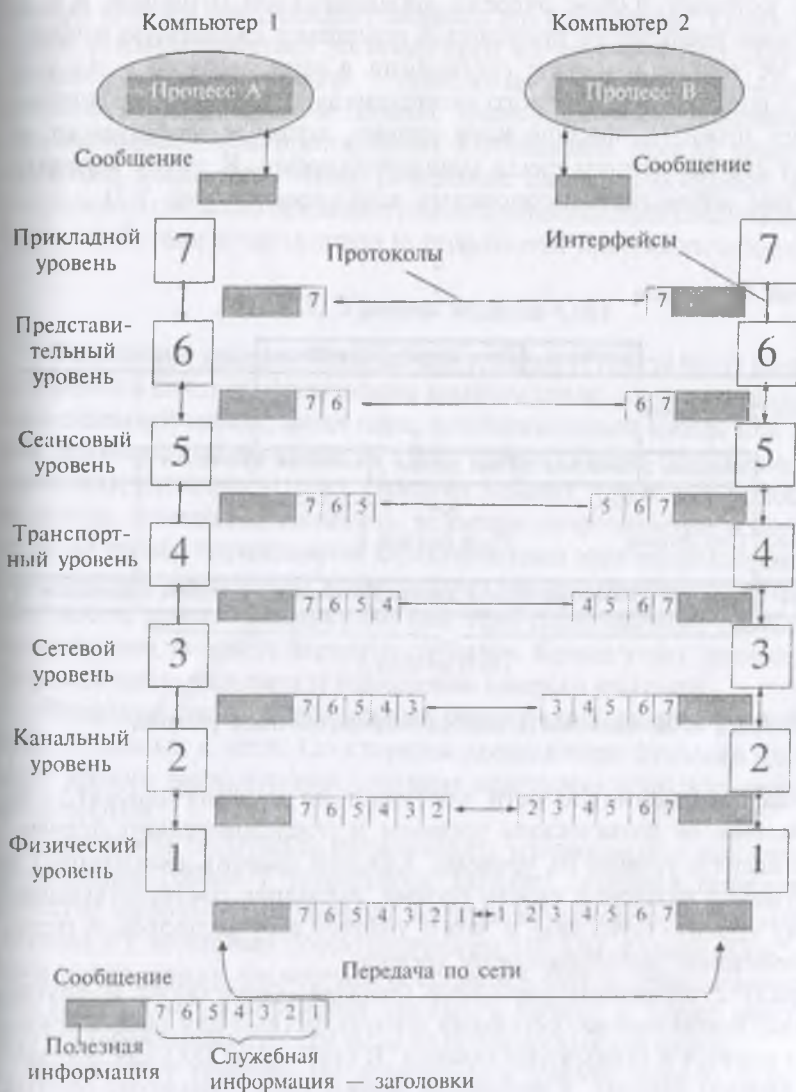 Компьютер 1
Компьютер 2
Процесс А
Процесс В
Сообщение
Сообщение
Прикладной
уровень
7
Протоколы
Интерфейсы
7
7
7
Представи-
тельный
уровень
6
6
7 6
6 7
Сеансовый
уровень
5
5
7 6 5
5 6 7
Транспорт-
ный уровень
4
4
7 6 5 4
4 5 6 7
Сетевой
уровень
3
3
7 6 5 4 3
3 4 5 6 7
Канальный
уровень
2
2
7 6 5 4 3 2
2 3 4 5 6 7
Физический
уровень
1
1
7 6 5 4 3 2 1
1 2 3 4 5 6 7
Передача по сети
Сообщение
7 6 5 4 3 2 1
Полезная
информация
Служебная
информация — заголовки